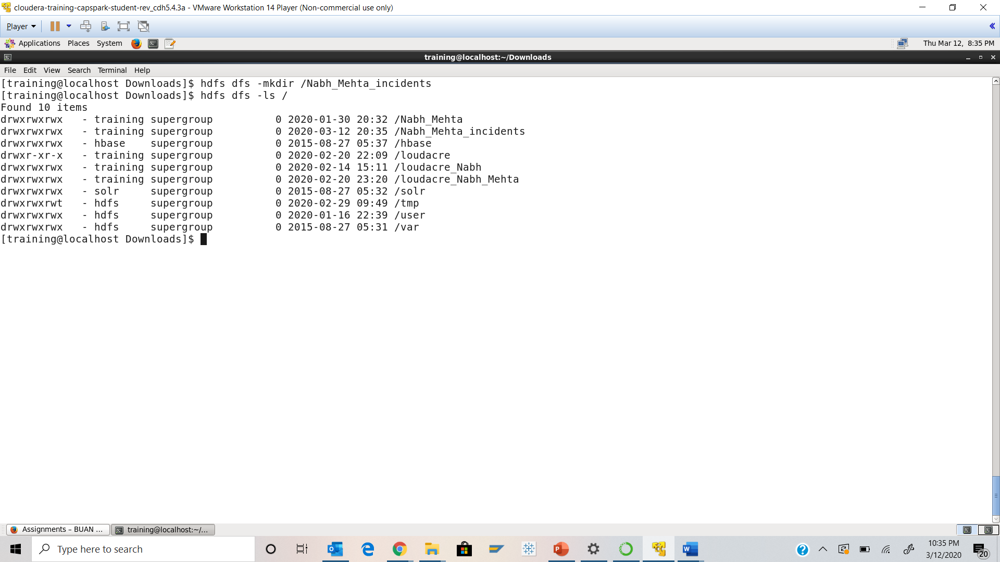 cloudera-training-capspark-student-rev_cdh5.4.3a - VMware Workstation 14 Player (Non-commercial use only)
Player
Applications Places System Thu Mar 12, 8:35 PM
training@localhost:~/Downloads
File Edit View Search Terminal Help
[training@localhost Downloads]$ hdfs dfs -mkdir /Nabh_Mehta_incidents
[training@localhost Downloads]$ hdfs dfs -ls /
Found 10 items
drwxrwxrwx   - training supergroup          0 2020-01-30 20:32 /Nabh_Mehta
drwxrwxrwx   - training supergroup          0 2020-03-12 20:35 /Nabh_Mehta_incidents
drwxrwxrwx   - hbase    supergroup          0 2015-08-27 05:37 /hbase
drwxr-xr-x   - training supergroup          0 2020-02-20 22:09 /loudacre
drwxrwxrwx   - training supergroup          0 2020-02-14 15:11 /loudacre_Nabh
drwxrwxrwx   - training supergroup          0 2020-02-20 23:20 /loudacre_Nabh_Mehta
drwxrwxrwx   - solr     supergroup          0 2015-08-27 05:32 /solr
drwxrwxrwt   - hdfs     supergroup          0 2020-02-29 09:49 /tmp
drwxrwxrwx   - hdfs     supergroup          0 2020-01-16 22:39 /user
drwxrwxrwx   - hdfs     supergroup          0 2015-08-27 05:31 /var
[training@localhost Downloads]$
Assignments – BUAN ... training@localhost:~/...
Type here to search
10:35 PM
3/12/2020
20